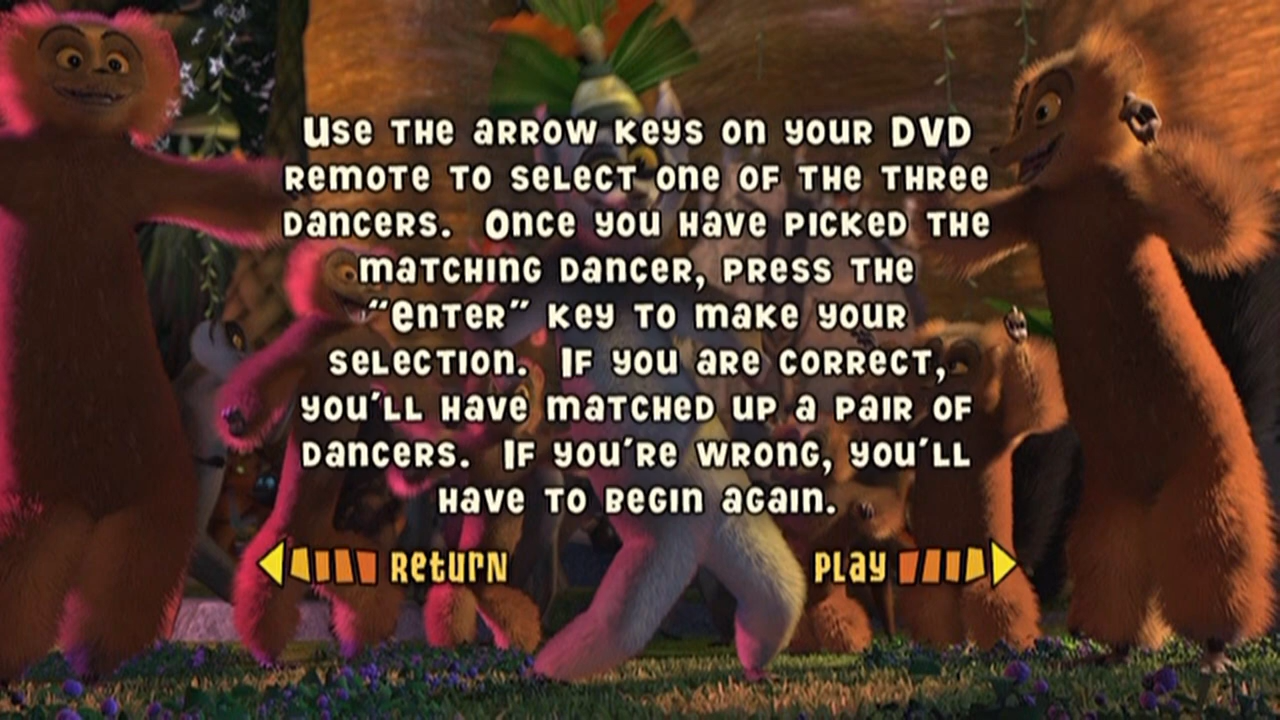 Use the arrow keys on your DVD
remote to select one of the three
dancers. Once you have picked the
matching dancer, press the
“Enter” key to make your
selection. If you are correct,
you’ll have matched up a pair of
dancers. If you’re wrong, you’ll
have to begin again.
Return Play